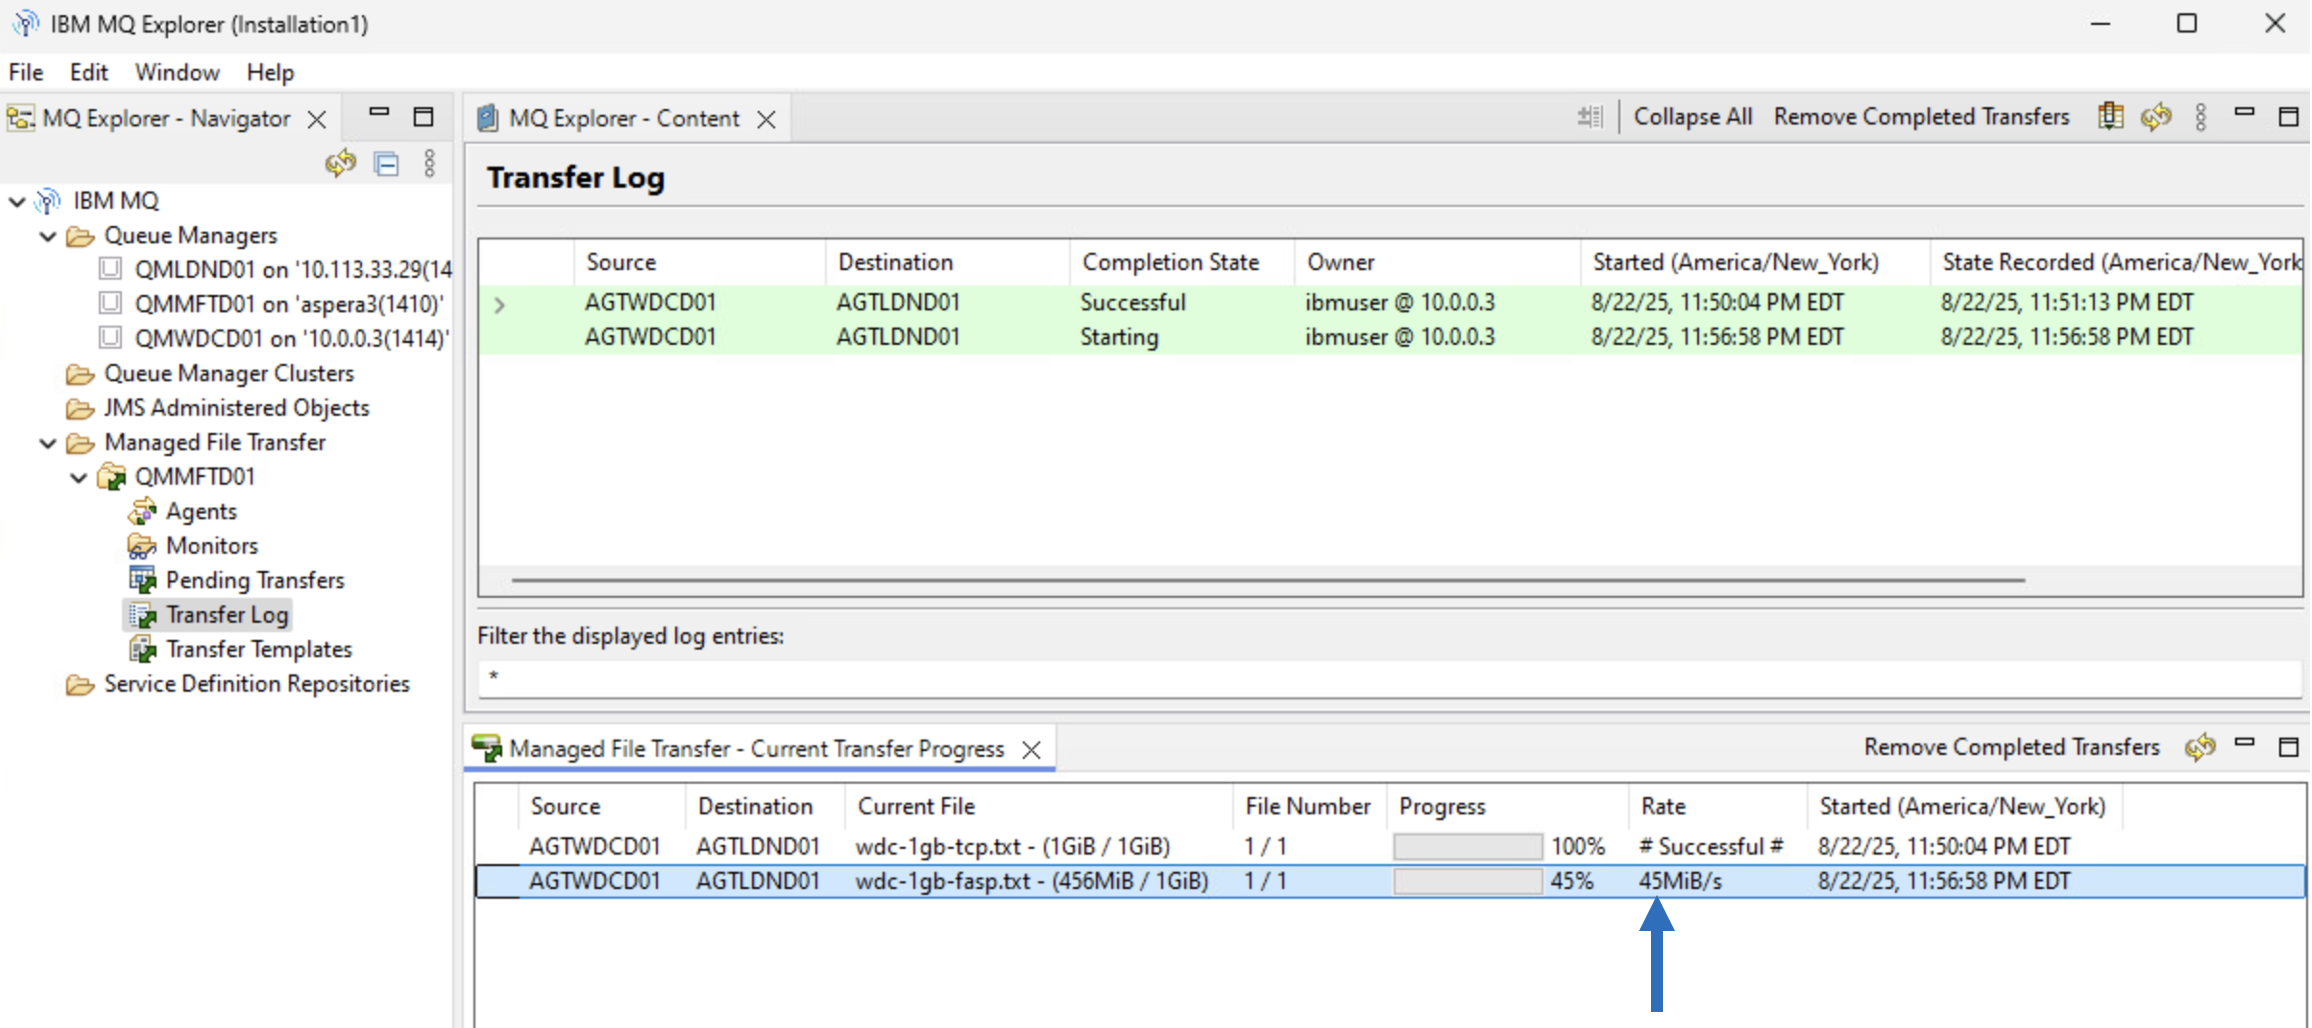 IBM MQ Explorer (Installation1)
File Edit Window Help
MQ Explorer - Navigator
IBM MQ
Queue Managers
QMLDND01 on '10.113.33.29(14
QMMFTD01 on 'aspera3(1410)'
QMWDCD01 on '10.0.0.3(1414)'
Queue Manager Clusters
JMS Administered Objects
Managed File Transfer
QMMFTD01
Agents
Monitors
Pending Transfers
Transfer Log
Transfer Templates
Service Definition Repositories
MQ Explorer - Content Collapse All Remove Completed Transfers
Transfer Log
Source Destination Completion State Owner Started (America/New_York) State Recorded (America/New_York
AGTWDCD01 AGTLDND01 Successful ibmuser @ 10.0.0.3 8/22/25, 11:50:04 PM EDT 8/22/25, 11:51:13 PM EDT
AGTWDCD01 AGTLDND01 Starting ibmuser @ 10.0.0.3 8/22/25, 11:56:58 PM EDT 8/22/25, 11:56:58 PM EDT
Filter the displayed log entries:
*
Managed File Transfer - Current Transfer Progress Remove Completed Transfers
Source Destination Current File File Number Progress Rate Started (America/New_York)
AGTWDCD01 AGTLDND01 wdc-1gb-tcp.txt - (1GiB / 1GiB) 1 / 1 100% # Successful # 8/22/25, 11:50:04 PM EDT
AGTWDCD01 AGTLDND01 wdc-1gb-fasp.txt - (456MiB / 1GiB) 1 / 1 45% 45MiB/s 8/22/25, 11:56:58 PM EDT